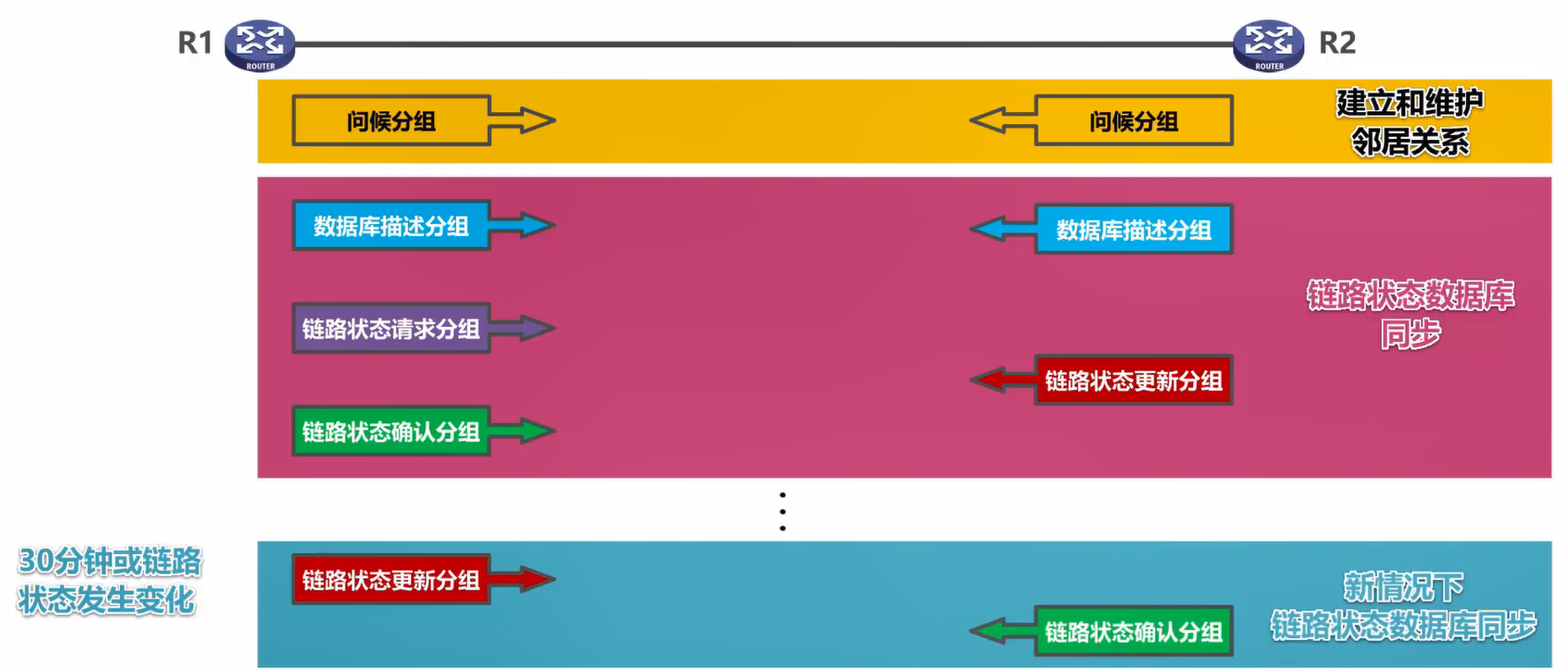 R1
ROUTER
ROUTER
R2
问候分组
问候分组
建立和维护
邻居关系
数据库描述分组
数据库描述分组
链路状态请求分组
链路状态数据库
同步
链路状态更新分组
链路状态确认分组
30分钟或链路
状态发生变化
链路状态更新分组
新情况下
链路状态数据库同步
链路状态确认分组